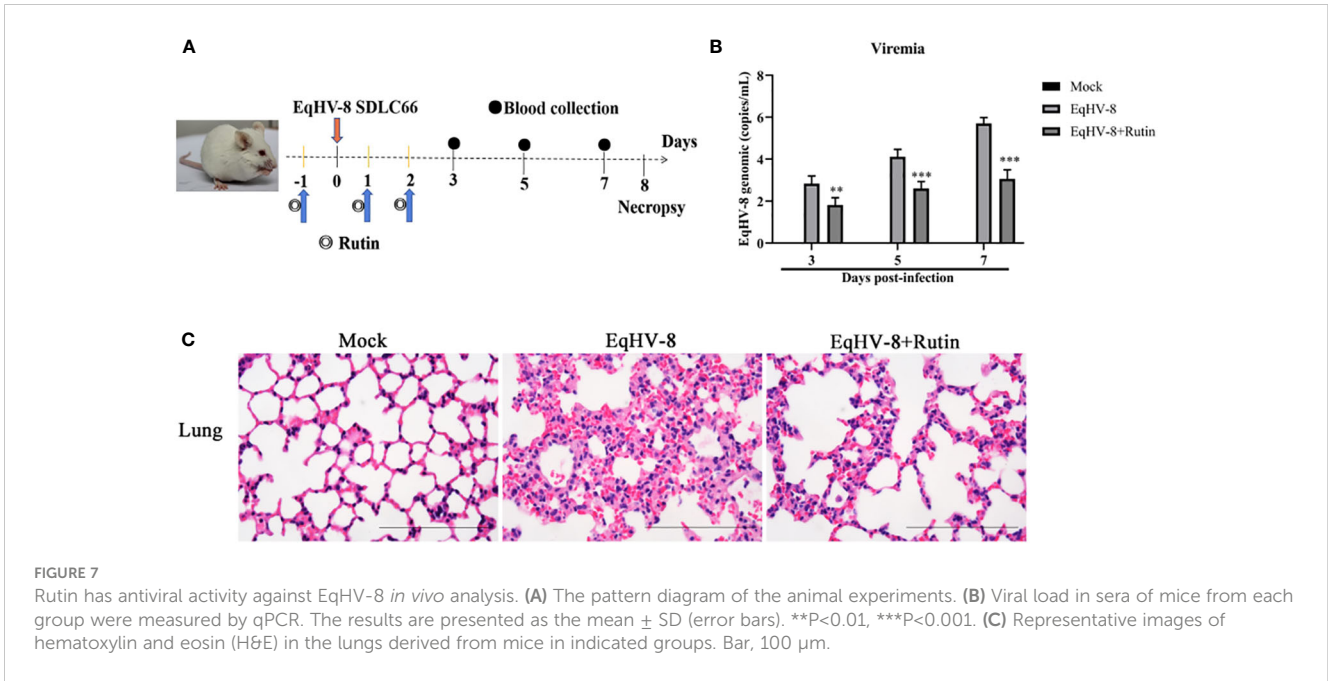 A
EqHV-8 SDLC66
Blood collection
Days
-1 0 1 2 3 5 7 8
Necropsy
Rutin
B
Viremia
EqHV-8 genomic (copies/mL)
8
6
4
2
0
** *** ***
3 5 7
Days post-infection
Mock
EqHV-8
EqHV-8+Rutin
C
Mock EqHV-8 EqHV-8+Rutin
Lung
FIGURE 7
Rutin has antiviral activity against EqHV-8 in vivo analysis. (A) The pattern diagram of the animal experiments. (B) Viral load in sera of mice from each
group were measured by qPCR. The results are presented as the mean ± SD (error bars). **P<0.01, ***P<0.001. (C) Representative images of
hematoxylin and eosin (H&E) in the lungs derived from mice in indicated groups. Bar, 100 µm.